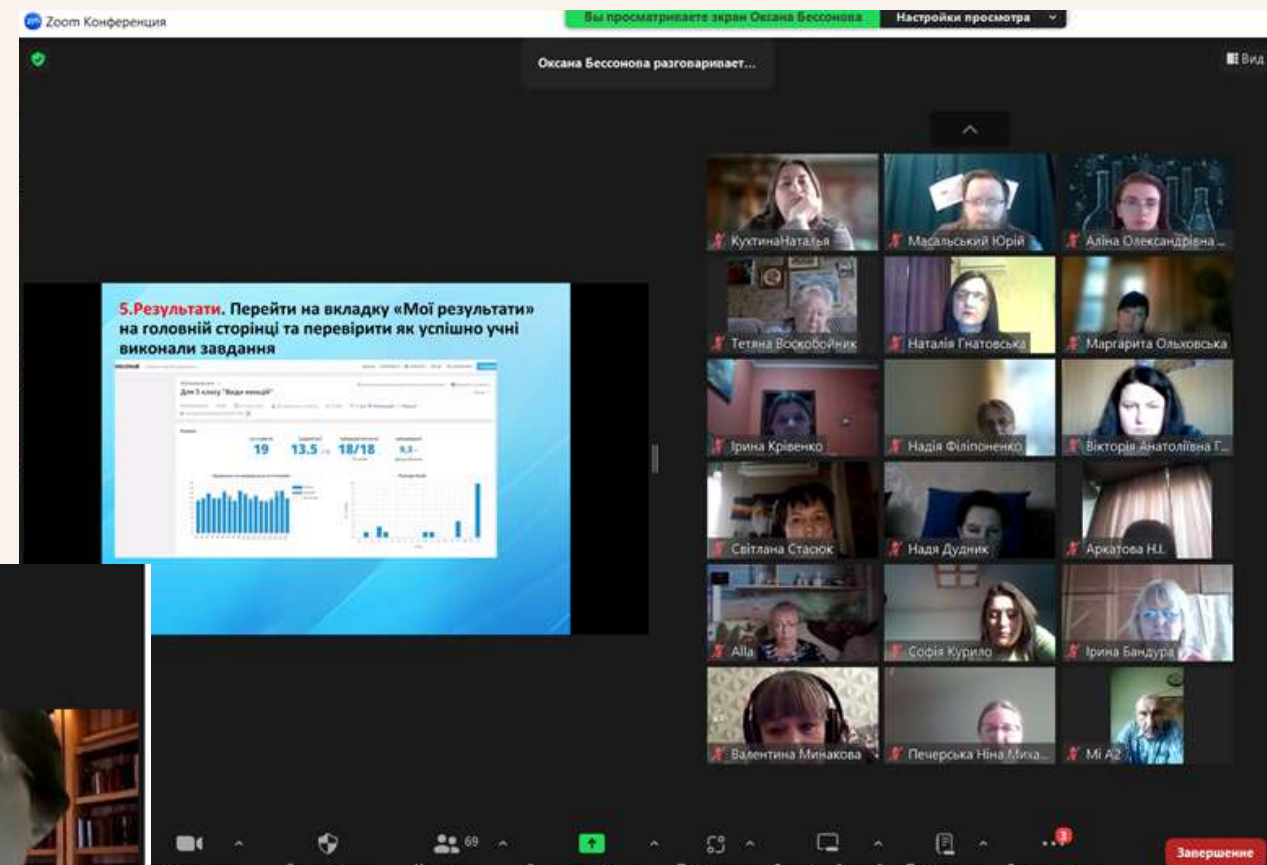 Zoom Конференция
Вы просматриваете экран Оксана Бессонова
Настройки просмотра
Оксана Бессонова разговаривает...
Вид
5.Результати. Перейти на вкладку «Мої результати»
на головній сторінці та перевірити як успішно учні
виконали завдання
Для 5 класу "Види емоцій"
19
13.5
18/18
9,3
КухтинаНаталья
Масальський Юрій
Аліна Олександрівна ...
Тетяна Воскобойник
Наталія Гнатовська
Маргарита Ольховська
Ірина Крівенко
Надія Філіпоненко
Вікторія Анатоліївна Г...
Світлана Стасюк
Надя Дудник
Аркатова Н.І.
Alla
Софія Курило
Ірина Бандура
Валентина Минакова
Печерська Ніна Миха...
Mi A2
69
3
Завершение